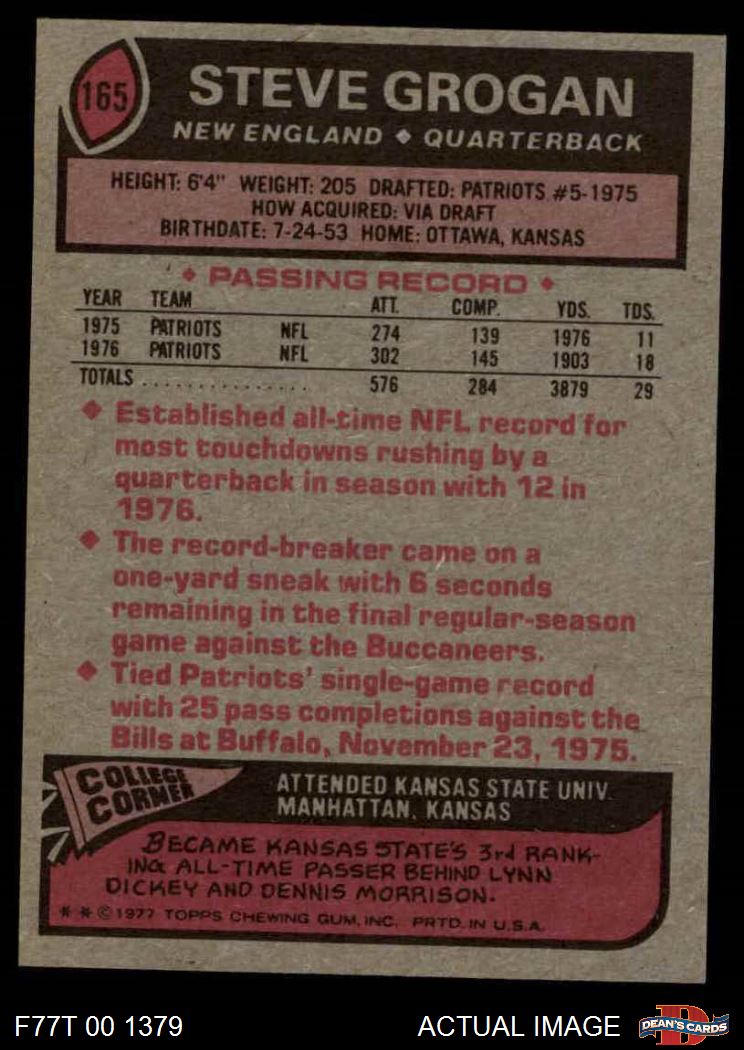 165
STEVE GROGAN
NEW ENGLAND ◆ QUARTERBACK
HEIGHT: 6'4" WEIGHT: 205 DRAFTED: PATRIOTS #5-1975
HOW ACQUIRED: VIA DRAFT
BIRTHDATE: 7-24-53 HOME: OTTAWA, KANSAS
◆ PASSING RECORD ◆
YEAR TEAM ATT. COMP. YDS. TDS.
1975 PATRIOTS NFL 274 139 1976 11
1976 PATRIOTS NFL 302 145 1903 18
TOTALS ................ 576 284 3879 29
◆ Established all-time NFL record for
most touchdowns rushing by a
quarterback in season with 12 in
1976.
◆ The record-breaker came on a
one-yard sneak with 6 seconds
remaining in the final regular-season
game against the Buccaneers.
◆ Tied Patriots' single-game record
with 25 pass completions against the
Bills at Buffalo, November 23, 1975.
COLLEGE
CORNER
ATTENDED KANSAS STATE UNIV.
MANHATTAN, KANSAS
BECAME KANSAS STATE'S 3rd RANK-
ING ALL-TIME PASSER BEHIND LYNN
DICKEY AND DENNIS MORRISON.
* * © 1977 TOPPS CHEWING GUM, INC. PRTD. IN U.S.A.
F77T 00 1379 ACTUAL IMAGE
D
DEAN'S CARDS